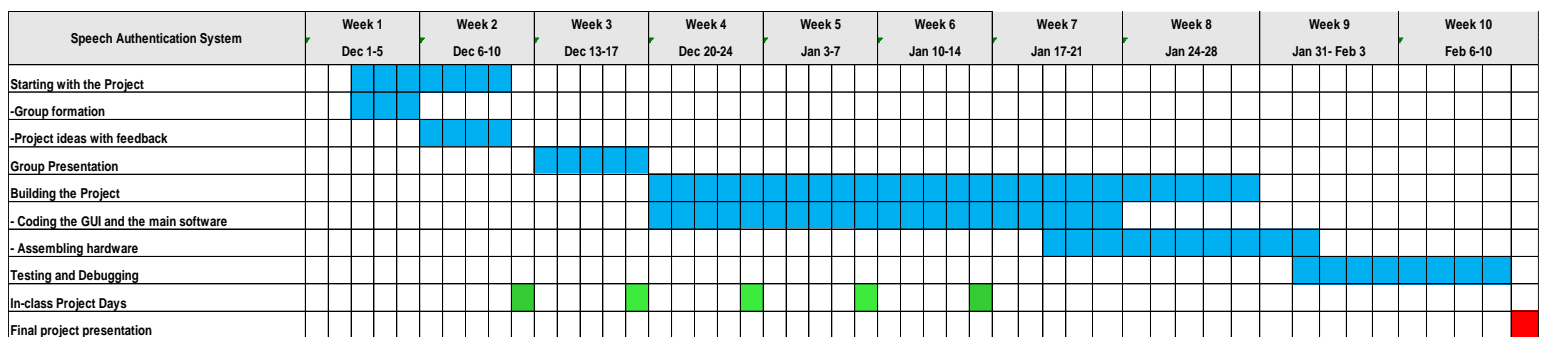 Speech Authentication System
Week 1 Week 2 Week 3 Week 4 Week 5 Week 6 Week 7 Week 8 Week 9 Week 10
Dec 1-5 Dec 6-10 Dec 13-17 Dec 20-24 Jan 3-7 Jan 10-14 Jan 17-21 Jan 24-28 Jan 31- Feb 3 Feb 6-10
Starting with the Project
-Group formation
-Project ideas with feedback
Group Presentation
Building the Project
- Coding the GUI and the main software
- Assembling hardware
Testing and Debugging
In-class Project Days
Final project presentation